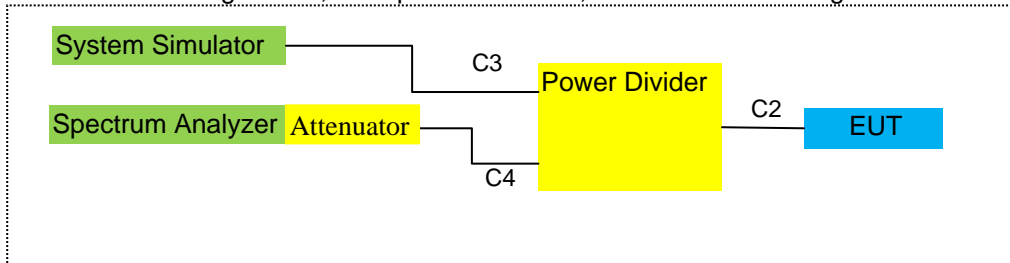 System Simulator
C3
Power Divider
C2
Spectrum Analyzer Attenuator
EUT
C4